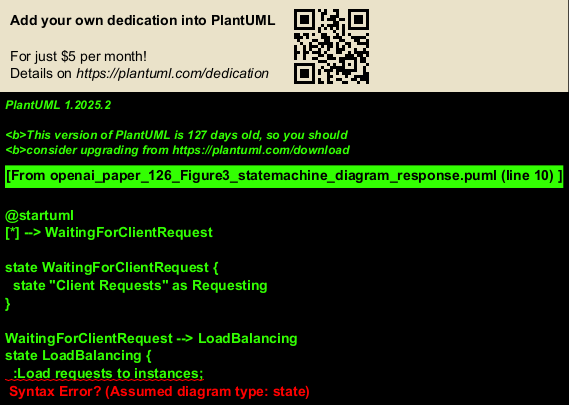 Add your own dedication into PlantUML
For just $5 per month!
Details on https://plantuml.com/dedication
PlantUML 1.2025.2
<b>This version of PlantUML is 127 days old, so you should
<b>consider upgrading from https://plantuml.com/download
[From openai_paper_126_Figure3_statemachine_diagram_response.puml (line 10) ]
@startuml
[*] --> WaitingForClientRequest
state WaitingForClientRequest {
  state "Client Requests" as Requesting
}
WaitingForClientRequest --> LoadBalancing
state LoadBalancing {
  :Load requests to instances;
Syntax Error? (Assumed diagram type: state)